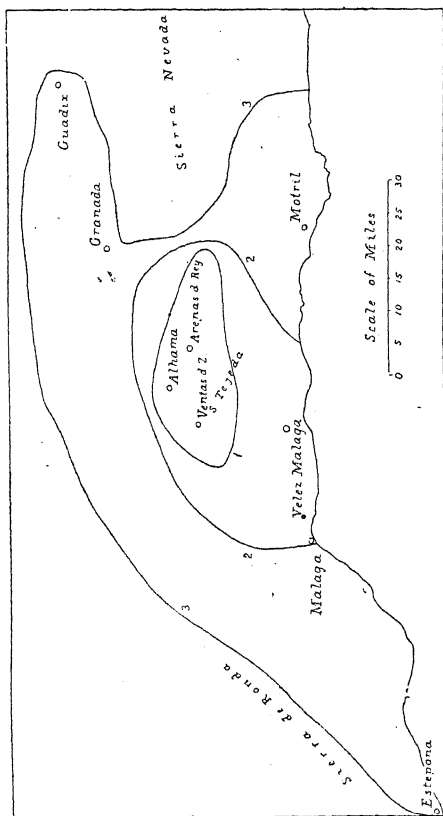 Guadix
Sierra Nevada
Granada
3
Motril
2
Arenas d Rey
Alhama
Ventas d Z
S Tejeda
1
Velez Malaga
2
Malaga
3
Sierra de Ronda
Estepona
Scale of Miles
0 5 10 15 20 25 30